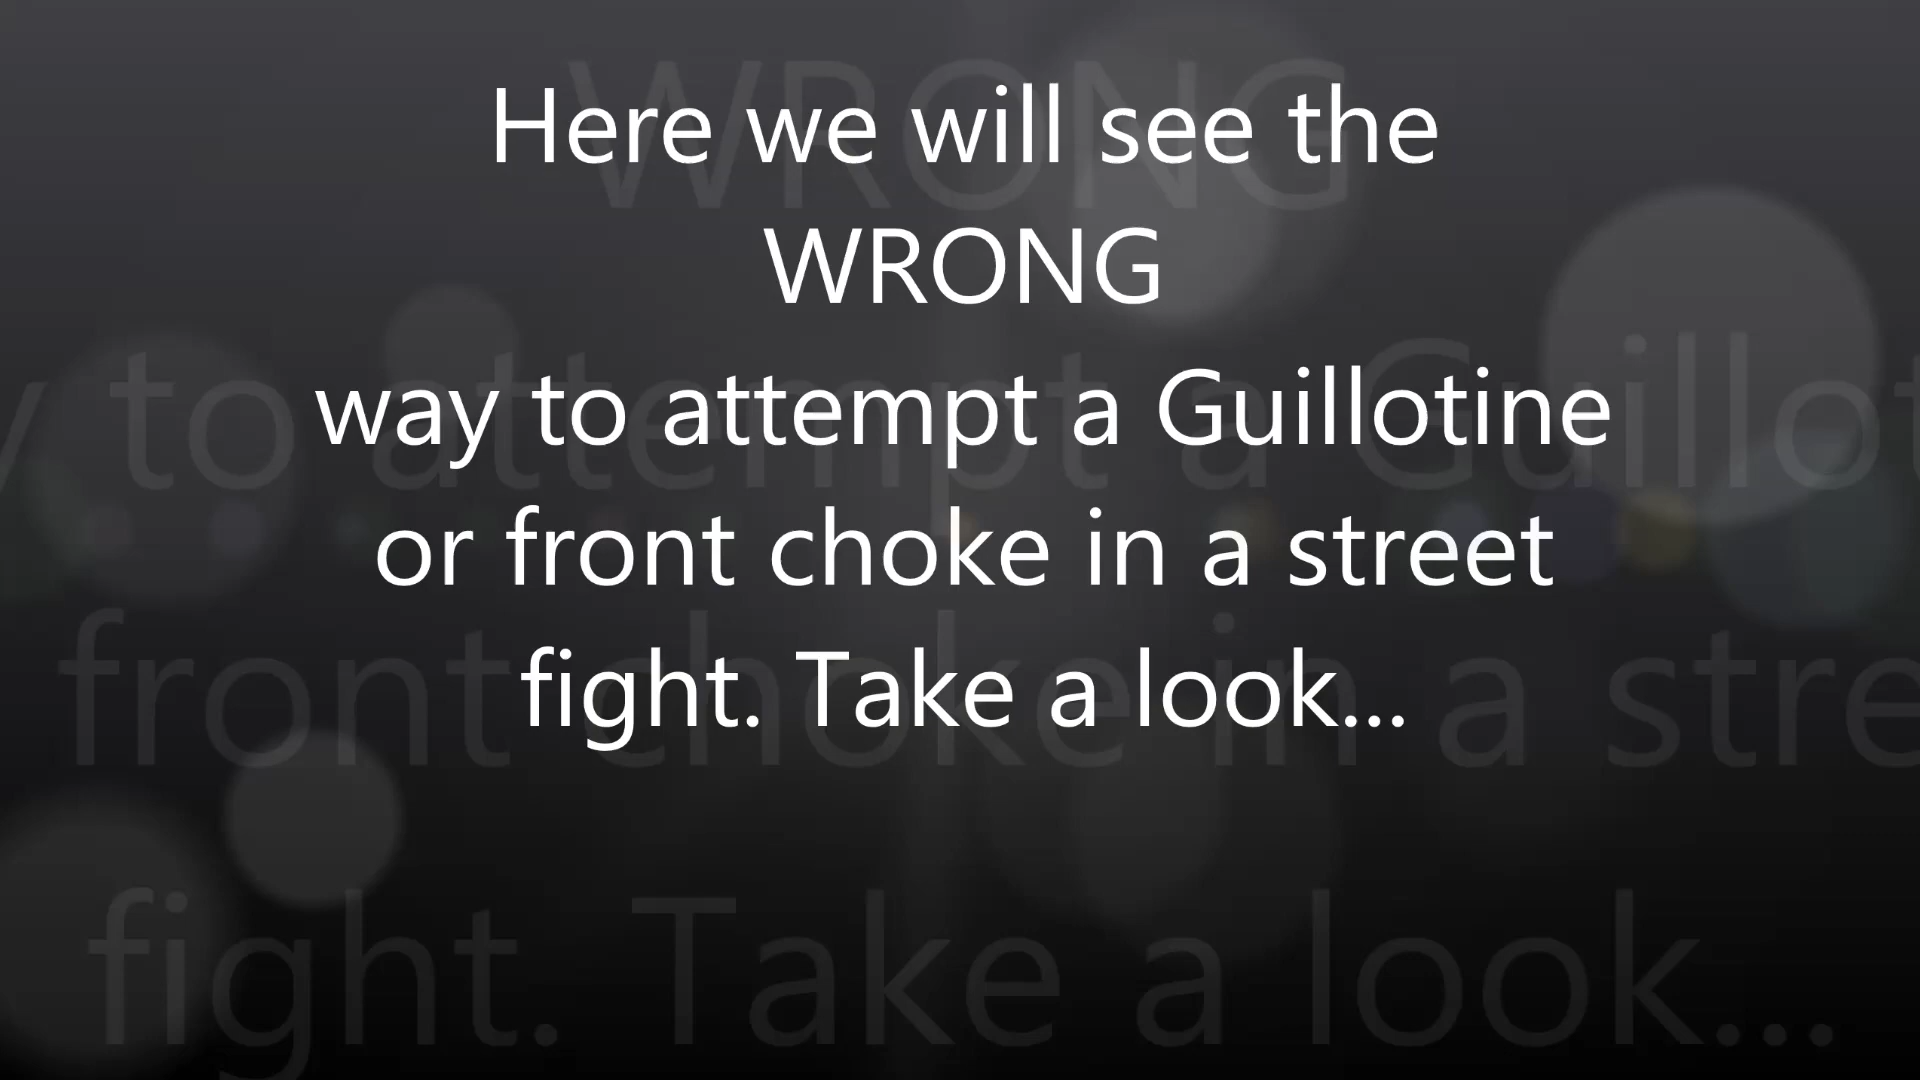 Here we will see the
WRONG
way to attempt a Guillotine
or front choke in a street
fight. Take a look...